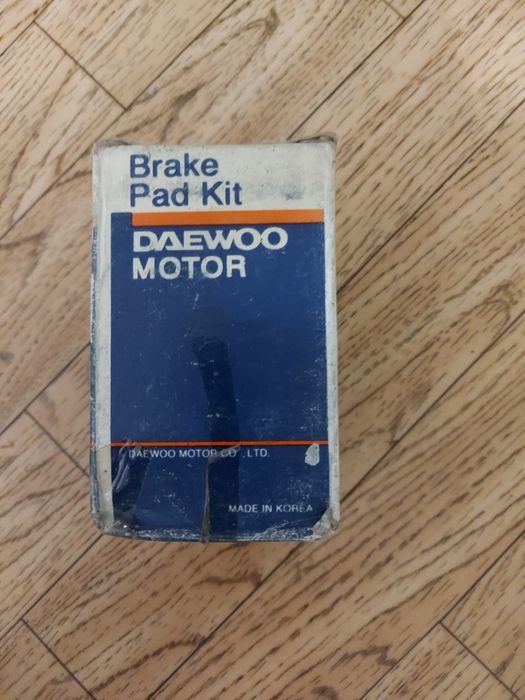 Brake
Pad Kit
DAEWOO
MOTOR
DAEWOO MOTOR CO ., LTD.
MADE IN KOREA